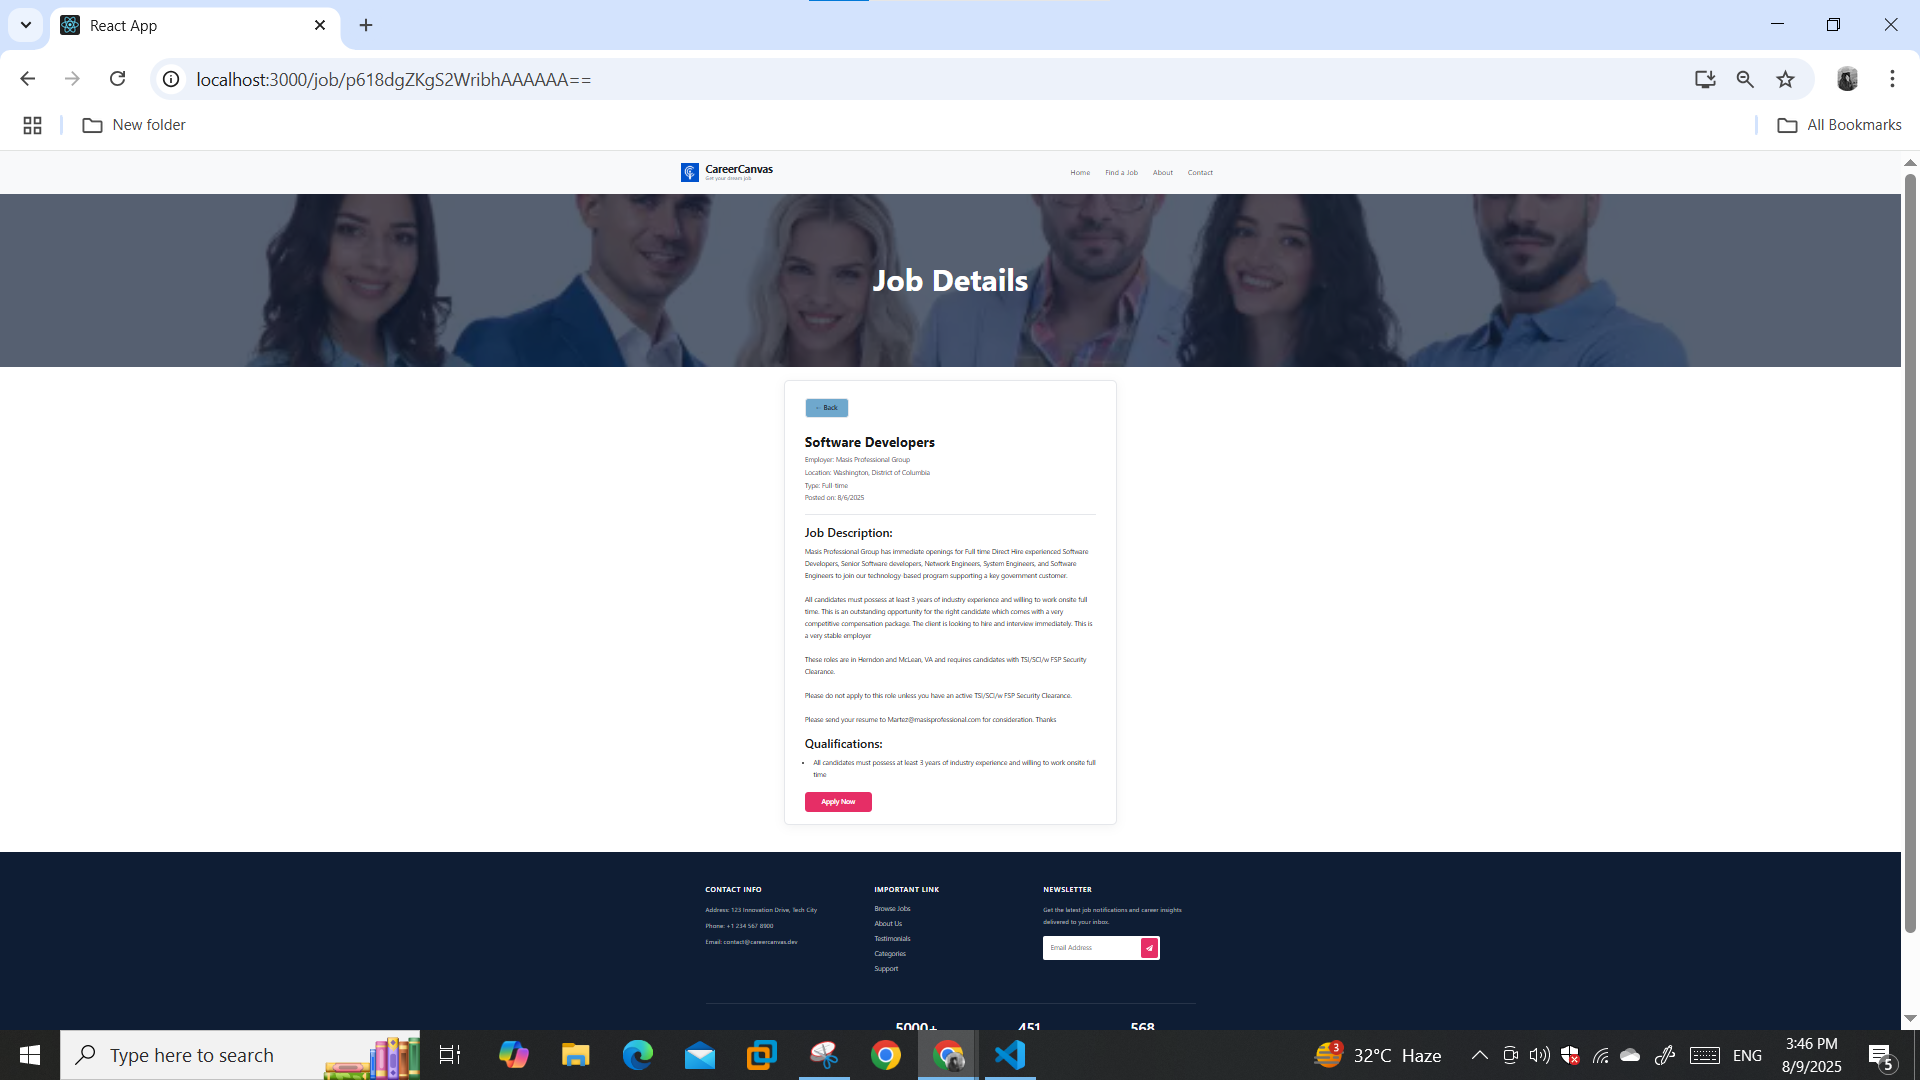 React App
localhost:3000/job/p618dgZKgS2WribhAAAAAA==
New folder
All Bookmarks
CareerCanvas
Get your dream job
Home Find a Job About Contact
Job Details
← Back
Software Developers
Employer: Masis Professional Group
Location: Washington, District of Columbia
Type: Full-time
Posted on: 8/6/2025
Job Description:
Masis Professional Group has immediate openings for Full time Direct Hire experienced Software
Developers, Senior Software developers, Network Engineers, System Engineers, and Software
Engineers to join our technology based program supporting a key government customer.
All candidates must possess at least 3 years of industry experience and willing to work onsite full
time. This is an outstanding opportunity for the right candidate which comes with a very
competitive compensation package. The client is looking to hire and interview immediately. This is
a very stable employer
These roles are in Herndon and McLean, VA and requires candidates with TSI/SCI/w FSP Security
Clearance.
Please do not apply to this role unless you have an active TSI/SCI/w FSP Security Clearance.
Please send your resume to Martez@masisprofessional.com for consideration. Thanks
Qualifications:
• All candidates must possess at least 3 years of industry experience and willing to work onsite full
time
Apply Now
CONTACT INFO
Address: 123 Innovation Drive, Tech City
Phone: +1 234 567 8900
Email: contact@careercanvas.dev
IMPORTANT LINK
Browse Jobs
About Us
Testimonials
Categories
Support
NEWSLETTER
Get the latest job notifications and career insights
delivered to your inbox.
Email Address
5000+ 451 568
Type here to search
3
32°C Haze
ENG
3:46 PM
8/9/2025
5